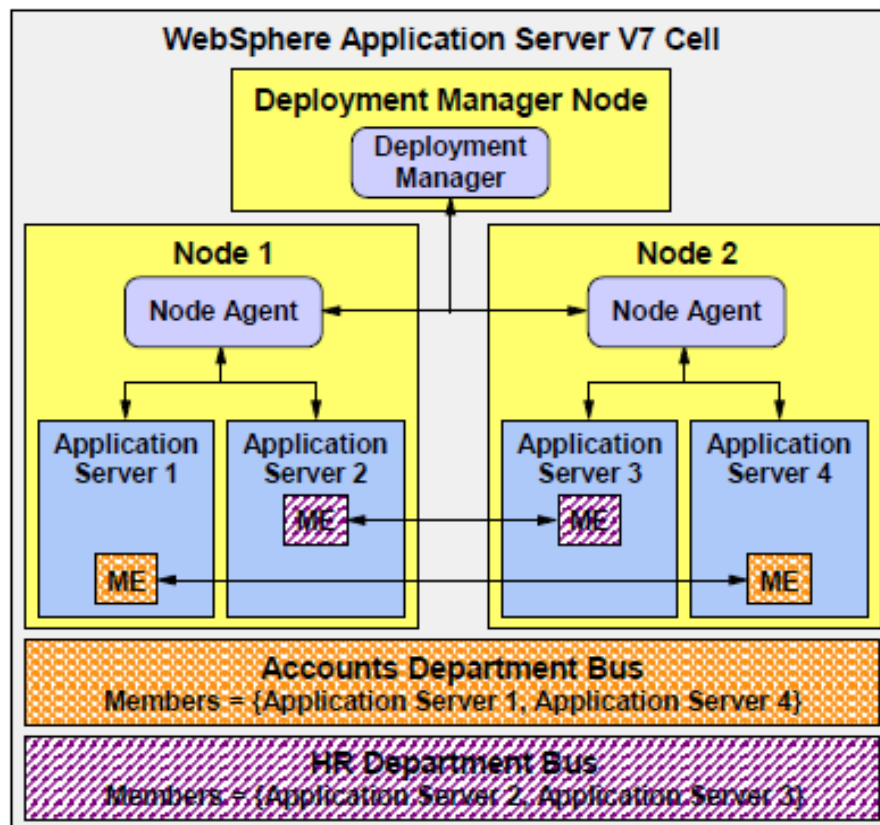 WebSphere Application Server V7 Cell
Deployment Manager Node
Deployment
Manager
Node 1
Node 2
Node Agent
Node Agent
Application
Server 1
Application
Server 2
Application
Server 3
Application
Server 4
ME
ME
ME
ME
Accounts Department Bus
Members = {Application Server 1, Application Server 4}
HR Department Bus
Members = {Application Server 2, Application Server 3}